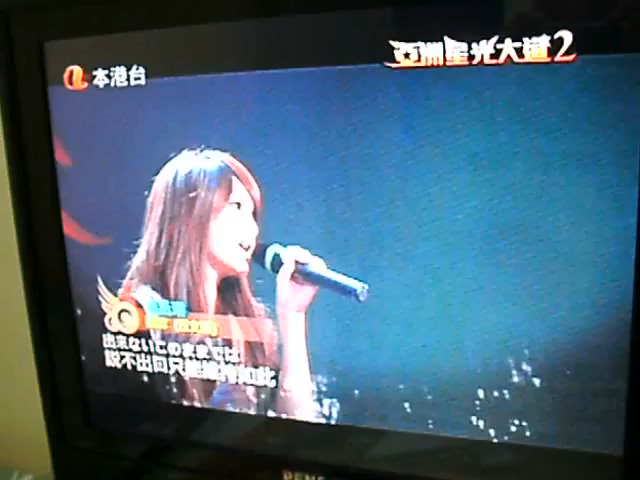 本港台
亞洲星光大道2
出来ないこのままでは
説不出回只能維持如此